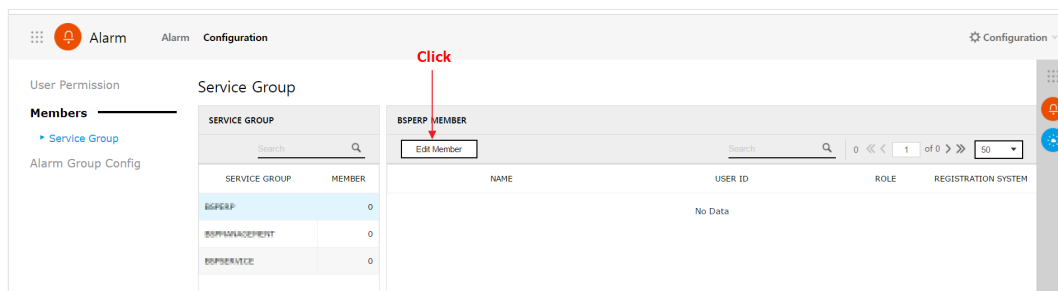 Alarm Alarm Configuration Configuration
Click
User Permission
Service Group
Members
SERVICE GROUP
BSPERP MEMBER
Service Group
Search
Edit Member
Search
0 1 of 0 50
Alarm Group Config
SERVICE GROUP MEMBER
NAME USER ID ROLE REGISTRATION SYSTEM
BSPERP 0
No Data
BSPMANAGEMENT 0
BSPSERVICE 0